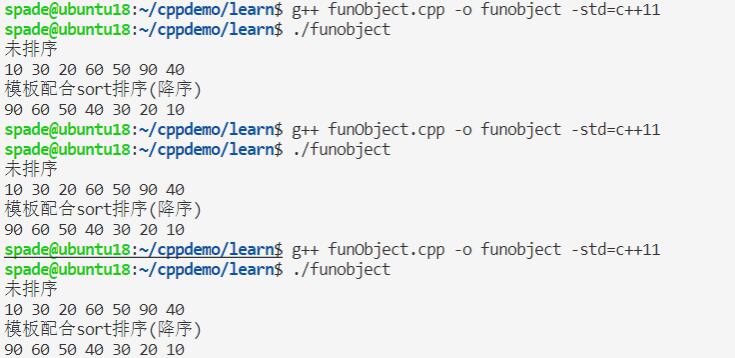 spade@ubuntu18:~/cppdemo/learn$ g++ funObject.cpp -o funobject -std=c++11
spade@ubuntu18:~/cppdemo/learn$ ./funobject
未排序
10 30 20 60 50 90 40
模板配合sort排序(降序)
90 60 50 40 30 20 10
spade@ubuntu18:~/cppdemo/learn$ g++ funObject.cpp -o funobject -std=c++11
spade@ubuntu18:~/cppdemo/learn$ ./funobject
未排序
10 30 20 60 50 90 40
模板配合sort排序(降序)
90 60 50 40 30 20 10
spade@ubuntu18:~/cppdemo/learn$ g++ funObject.cpp -o funobject -std=c++11
spade@ubuntu18:~/cppdemo/learn$ ./funobject
未排序
10 30 20 60 50 90 40
模板配合sort排序(降序)
90 60 50 40 30 20 10